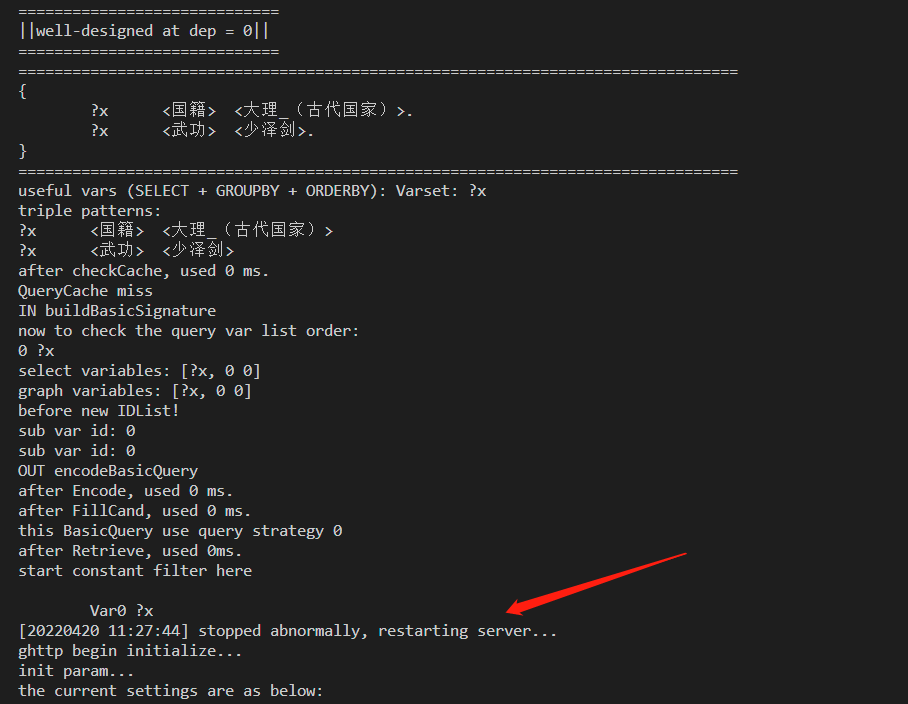 =============================
||well-designed at dep = 0||
=============================
================================================================================
{
?x <国籍> <大理_（古代国家）>.
?x <武功> <少泽剑>.
}
================================================================================
useful vars (SELECT + GROUPBY + ORDERBY): Varset: ?x
triple patterns:
?x <国籍> <大理_（古代国家）>
?x <武功> <少泽剑>
after checkCache, used 0 ms.
QueryCache miss
IN buildBasicSignature
now to check the query var list order:
0 ?x
select variables: [?x, 0 0]
graph variables: [?x, 0 0]
before new IDList!
sub var id: 0
sub var id: 0
OUT encodeBasicQuery
after Encode, used 0 ms.
after FillCand, used 0 ms.
this BasicQuery use query strategy 0
after Retrieve, used 0ms.
start constant filter here
Var0 ?x
[20220420 11:27:44] stopped abnormally, restarting server...
ghttp begin initialize...
init param...
the current settings are as below: